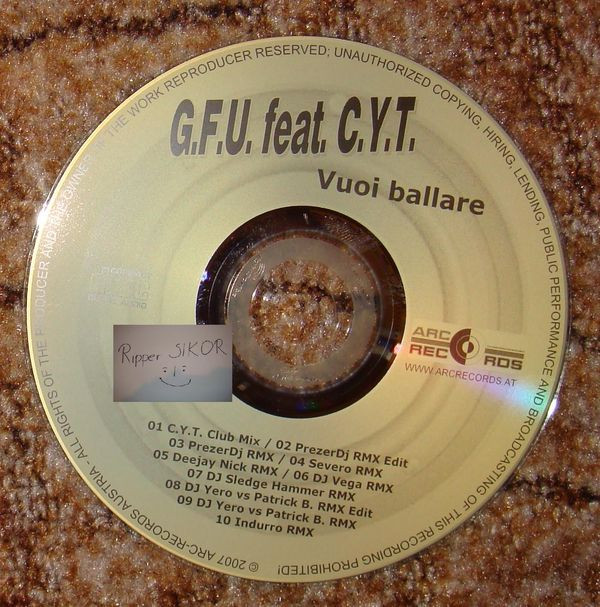 G.F.U. feat. C.Y.T.
Vuoi ballare
Ripper SIKOR
ARC
REC RDS
WWW.ARCRECORDS.AT
01 C.Y.T. Club Mix / 02 PrezerDj RMX Edit
03 PrezerDj RMX / 04 Severo RMX
05 Deejay Nick RMX / 06 DJ Vega RMX
07 DJ Sledge Hammer RMX
08 DJ Yero vs Patrick B. RMX Edit
09 DJ Yero vs Patrick B. RMX
10 Indurro RMX
© 2007 ARC-RECORDS AUSTRIA· ALL RIGHTS OF THE PRODUCER AND THE OWNER OF THE WORK REPRODUCER RESERVED; UNAUTHORIZED COPYING, HIRING, LENDING, PUBLIC PERFORMANCE AND BROADCASTING OF THIS RECORDING PROHIBITED!